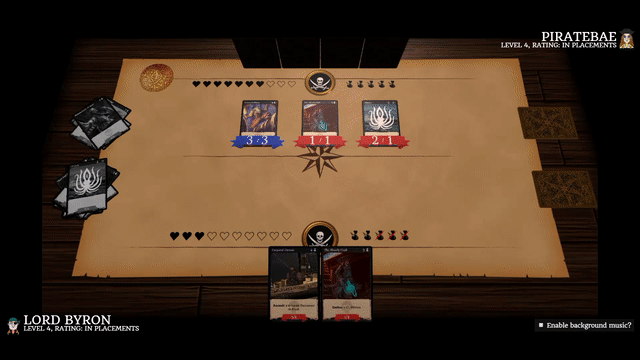 PIRATEBAE
LEVEL 4, RATING: IN PLACEMENTS
3 / 3
1 / 1
2 / 1
LORD BYRON
LEVEL 4, RATING: IN PLACEMENTS
Enable background music?